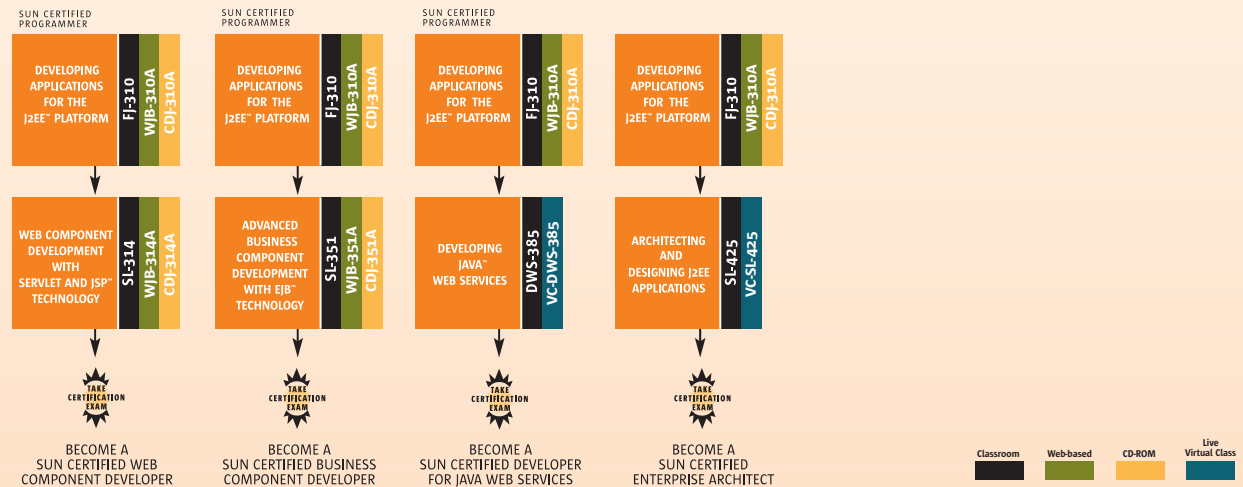 SUN CERTIFIED
PROGRAMMER
DEVELOPING
APPLICATIONS
FOR THE
J2EE™ PLATFORM
FJ-310
WJB-310A
CDJ-310A
WEB COMPONENT
DEVELOPMENT
WITH
SERVLET AND JSP™
TECHNOLOGY
SL-314
WJB-314A
CDJ-314A
TAKE
CERTIFICATION
EXAM
BECOME A
SUN CERTIFIED WEB
COMPONENT DEVELOPER
SUN CERTIFIED
PROGRAMMER
DEVELOPING
APPLICATIONS
FOR THE
J2EE™ PLATFORM
FJ-310
WJB-310A
CDJ-310A
ADVANCED
BUSINESS
COMPONENT
DEVELOPMENT
WITH EJB™
TECHNOLOGY
SL-351
WJB-351A
CDJ-351A
TAKE
CERTIFICATION
EXAM
BECOME A
SUN CERTIFIED BUSINESS
COMPONENT DEVELOPER
SUN CERTIFIED
PROGRAMMER
DEVELOPING
APPLICATIONS
FOR THE
J2EE™ PLATFORM
FJ-310
WJB-310A
CDJ-310A
DEVELOPING
JAVA™
WEB SERVICES
DWS-385
VC-DWS-385
TAKE
CERTIFICATION
EXAM
BECOME A
SUN CERTIFIED DEVELOPER
FOR JAVA WEB SERVICES
DEVELOPING
APPLICATIONS
FOR THE
J2EE™ PLATFORM
FJ-310
WJB-310A
CDJ-310A
ARCHITECTING
AND
DESIGNING J2EE
APPLICATIONS
SL-425
VC-SL-425
TAKE
CERTIFICATION
EXAM
BECOME A
SUN CERTIFIED
ENTERPRISE ARCHITECT
Classroom
Web-based
CD-ROM
Live
Virtual Class